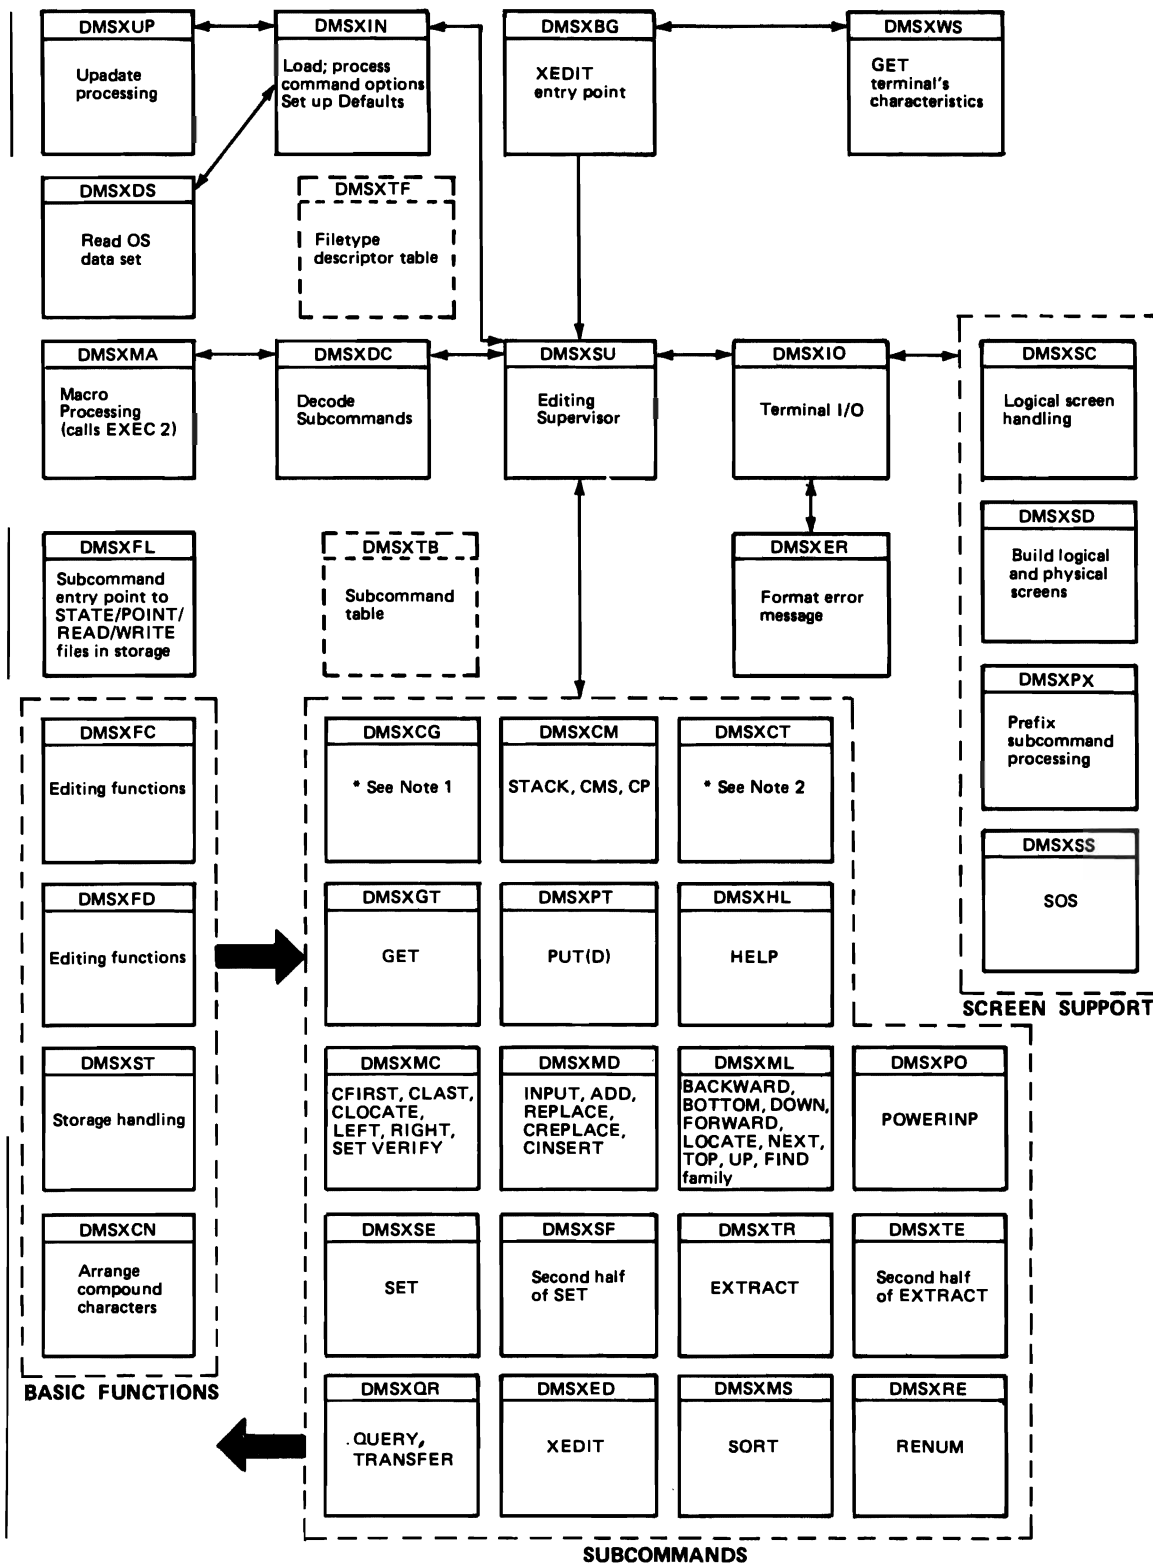 DMSXUP
Upadate
processing
DMSXIN
Load; process
command options
Set up Defaults
DMSXBG
XEDIT
entry point
DMSXWS
GET
terminal's
characteristics
DMSXDS
Read OS
data set
DMSXTF
Filetype
descriptor table
DMSXMA
Macro
Processing
(calls EXEC 2)
DMSXDC
Decode
Subcommands
DMSXSU
Editing
Supervisor
DMSXIO
Terminal I/O
DMSXSC
Logical screen
handling
DMSXFL
Subcommand
entry point to
STATE/POINT/
READ/WRITE
files in storage
DMSXTB
Subcommand
table
DMSXER
Format error
message
DMSXSD
Build logical
and physical
screens
DMSXPX
Prefix
subcommand
processing
DMSXSS
SOS
SCREEN SUPPORT
DMSXFC
Editing functions
DMSXFD
Editing functions
DMSXST
Storage handling
DMSXCN
Arrange
compound
characters
BASIC FUNCTIONS
DMSXCG
* See Note 1
DMSXCM
STACK, CMS, CP
DMSXCT
* See Note 2
DMSXGT
GET
DMSXPT
PUT(D)
DMSXHL
HELP
DMSXMC
CFIRST, CLAST,
CLOCATE,
LEFT, RIGHT,
SET VERIFY
DMSXMD
INPUT, ADD,
REPLACE,
CREPLACE,
CINSERT
DMSXML
BACKWARD,
BOTTOM, DOWN,
FORWARD,
LOCATE, NEXT,
TOP, UP, FIND
family
DMSXPO
POWERINP
DMSXSE
SET
DMSXSF
Second half
of SET
DMSXTR
EXTRACT
DMSXTE
Second half
of EXTRACT
DMSXQR
.QUERY,
TRANSFER
DMSXED
XEDIT
DMSXMS
SORT
DMSXRE
RENUM
SUBCOMMANDS